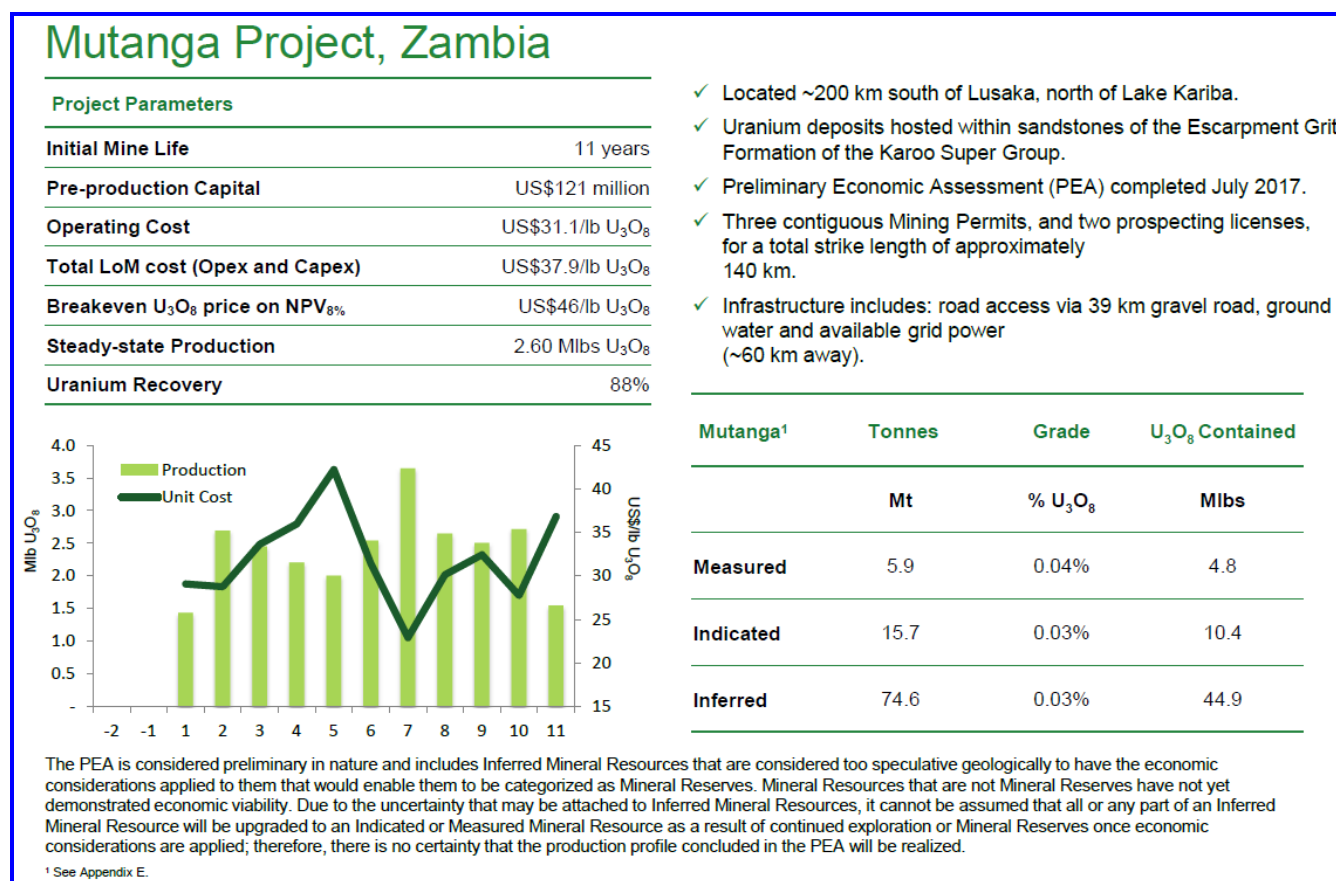 Mutanga Project, Zambia
Project Parameters
Initial Mine Life 11 years
Pre-production Capital US$121 million
Operating Cost US$31.1/lb U₃O₈
Total LoM cost (Opex and Capex) US$37.9/lb U₃O₈
Breakeven U₃O₈ price on NPV₈% US$46/lb U₃O₈
Steady-state Production 2.60 Mlbs U₃O₈
Uranium Recovery 88%
✓ Located ~200 km south of Lusaka, north of Lake Kariba.
✓ Uranium deposits hosted within sandstones of the Escarpment Grit
Formation of the Karoo Super Group.
✓ Preliminary Economic Assessment (PEA) completed July 2017.
✓ Three contiguous Mining Permits, and two prospecting licenses,
for a total strike length of approximately
140 km.
✓ Infrastructure includes: road access via 39 km gravel road, ground
water and available grid power
(~60 km away).
Mlb U₃O₈
4.0
3.5
3.0
2.5
2.0
1.5
1.0
0.5
-
Production
Unit Cost
45
40
35
30
25
20
15
US$/lb U₃O₈
-2 -1 1 2 3 4 5 6 7 8 9 10 11
Mutanga¹ Tonnes Grade U₃O₈ Contained
Mt % U₃O₈ Mlbs
Measured 5.9 0.04% 4.8
Indicated 15.7 0.03% 10.4
Inferred 74.6 0.03% 44.9
The PEA is considered preliminary in nature and includes Inferred Mineral Resources that are considered too speculative geologically to have the economic
considerations applied to them that would enable them to be categorized as Mineral Reserves. Mineral Resources that are not Mineral Reserves have not yet
demonstrated economic viability. Due to the uncertainty that may be attached to Inferred Mineral Resources, it cannot be assumed that all or any part of an Inferred
Mineral Resource will be upgraded to an Indicated or Measured Mineral Resource as a result of continued exploration or Mineral Reserves once economic
considerations are applied; therefore, there is no certainty that the production profile concluded in the PEA will be realized.
¹ See Appendix E.